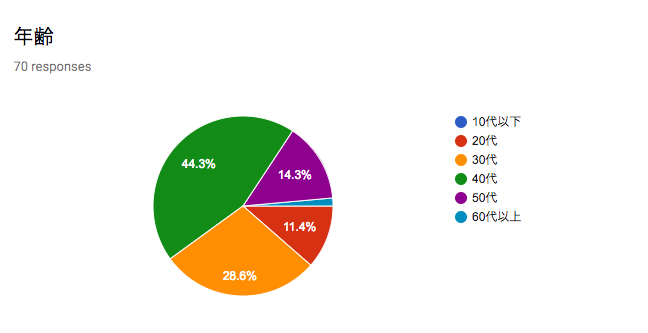 年齢
70 responses
44.3%
14.3%
11.4%
28.6%
10代以下
20代
30代
40代
50代
60代以上